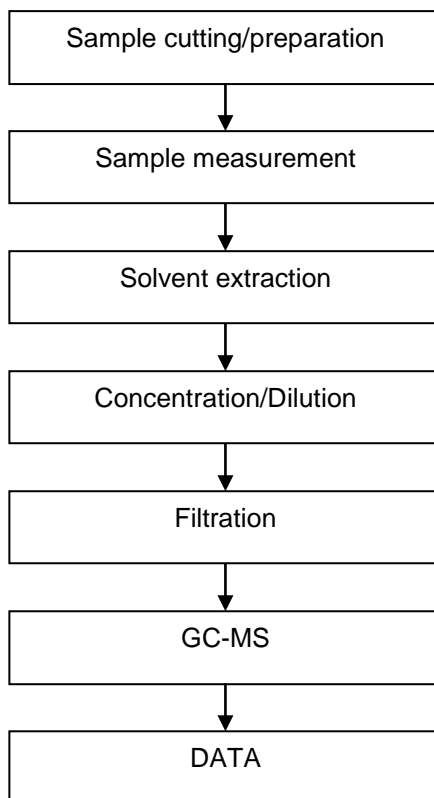 Sample cutting/preparation
Sample measurement
Solvent extraction
Concentration/Dilution
Filtration
GC-MS
DATA